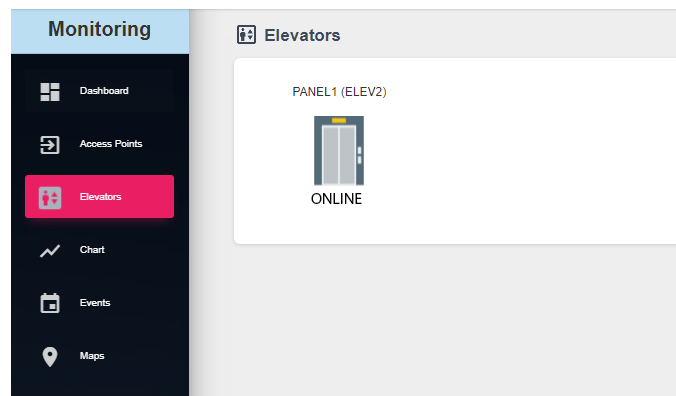 Monitoring
Dashboard
Access Points
Elevators
Chart
Events
Maps
Elevators
PANEL1 (ELEV2)
ONLINE